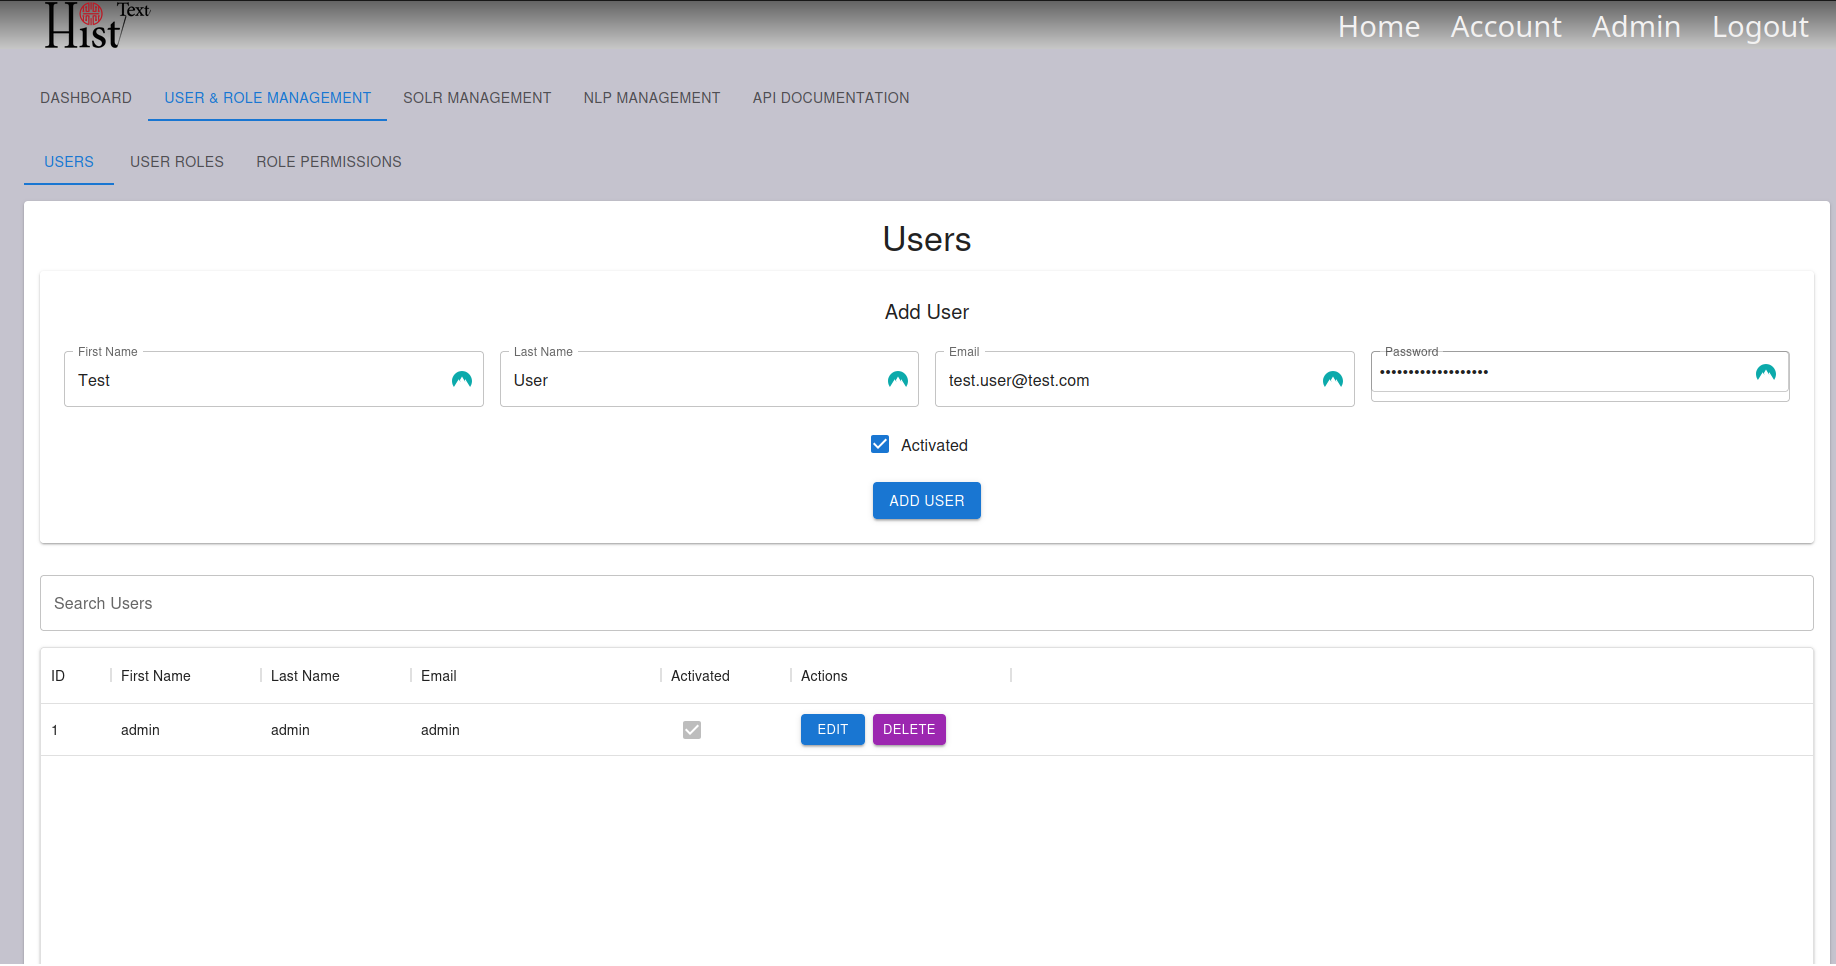 Hist Text
Home Account Admin Logout
DASHBOARD USER & ROLE MANAGEMENT SOLR MANAGEMENT NLP MANAGEMENT API DOCUMENTATION
USERS USER ROLES ROLE PERMISSIONS
Users
Add User
First Name Last Name Email Password
Test User test.user@test.com •••••••••••••••••••
Activated
ADD USER
Search Users
ID First Name Last Name Email Activated Actions
1 admin admin admin EDIT DELETE